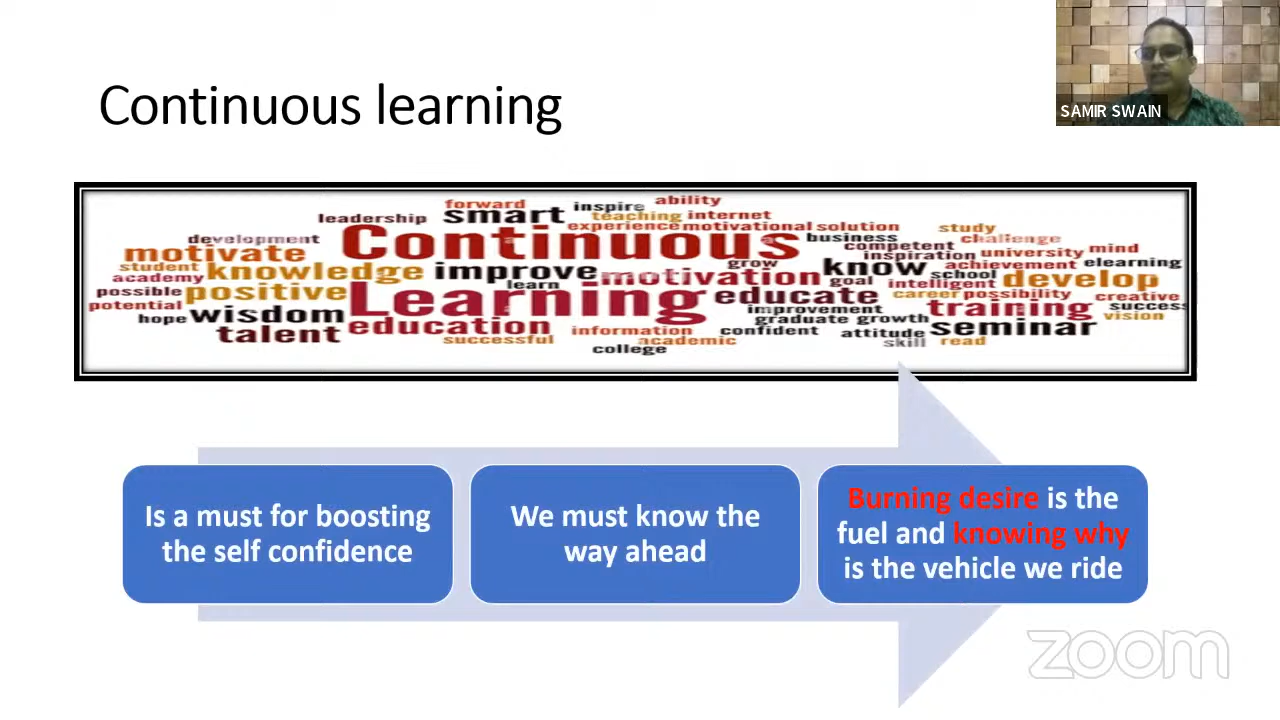 Continuous learning
SAMIR SWAIN
forward inspire ability
leadership smart teaching internet
experience motivational solution study
development Continuous business challenge
motivate competent university mind
inspiration
student knowledge improve motivation grow know achievement elearning
academy learn goal school develop
possible positive Learning educate intelligent
career possibility creative
potential improvement training success
hope wisdom graduate growth vision
talent education information confident attitude seminar
successful academic skill read
college
Is a must for boosting
the self confidence
We must know the
way ahead
Burning desire is the
fuel and knowing why
is the vehicle we ride
zoom